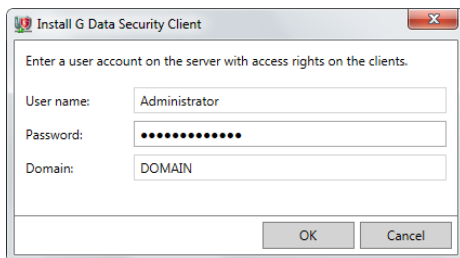 Install G Data Security Client
Enter a user account on the server with access rights on the clients.
User name: Administrator
Password: •••••••••••••
Domain: DOMAIN
OK Cancel